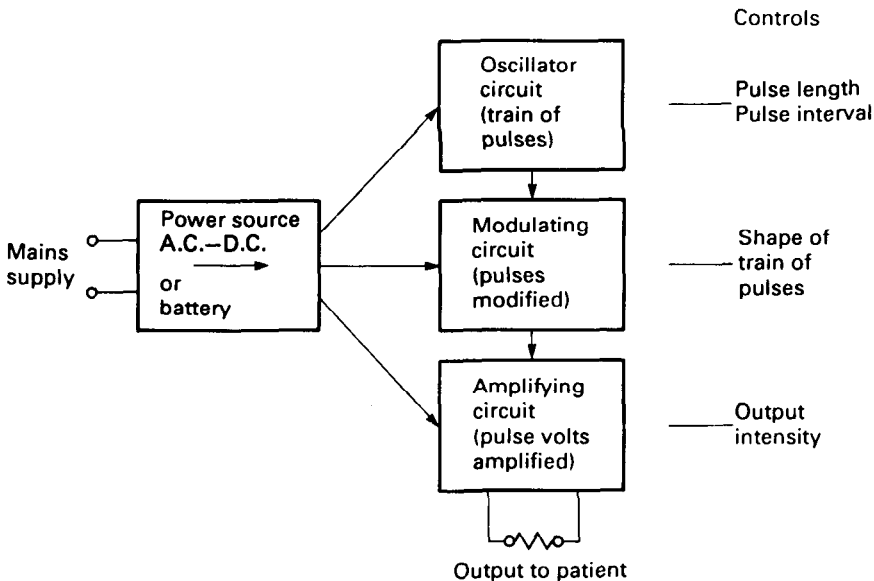 Controls
Oscillator
circuit
(train of
pulses)
Pulse length
Pulse interval
Mains
supply
Power source
A.C.–D.C.
or
battery
Modulating
circuit
(pulses
modified)
Shape of
train of
pulses
Amplifying
circuit
(pulse volts
amplified)
Output
intensity
Output to patient